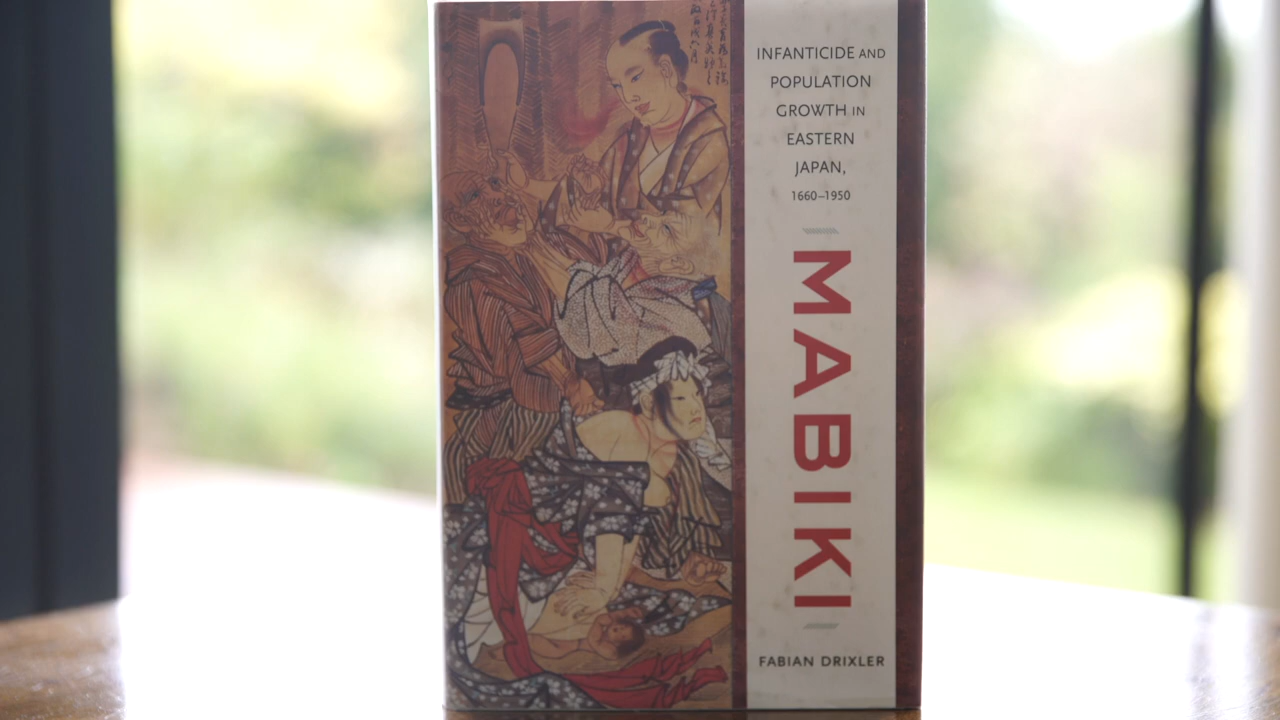 INFANTICIDE AND
POPULATION
GROWTH IN
EASTERN
JAPAN,
1660–1950
MABIKI
FABIAN DRIXLER